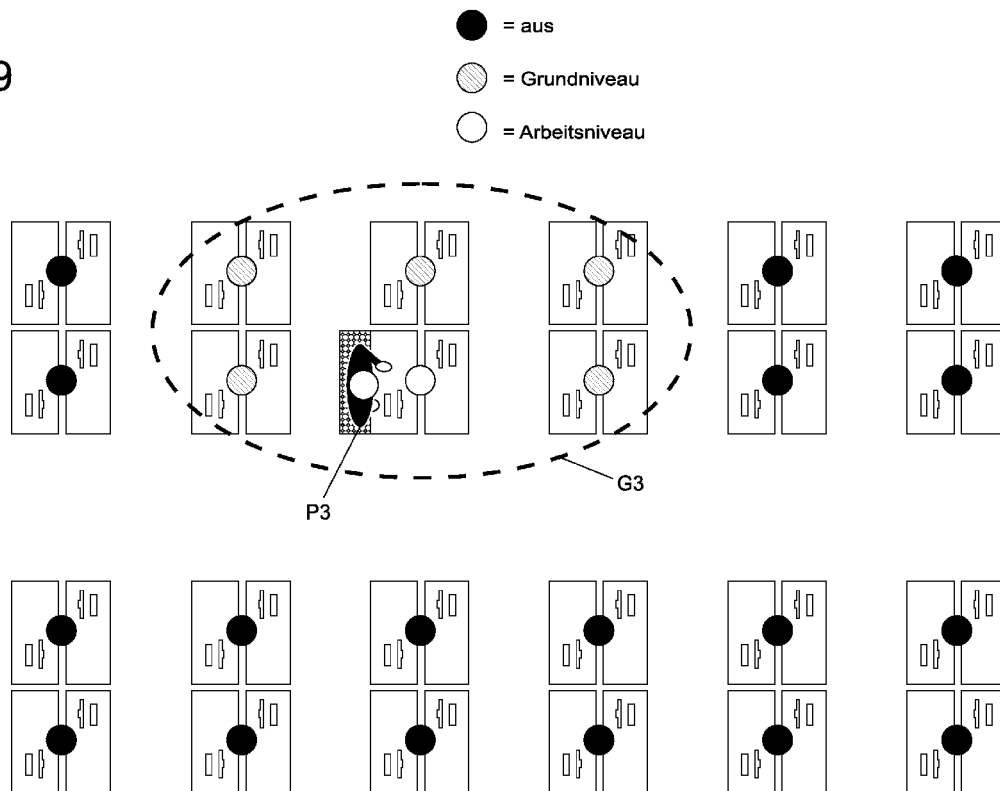 9
= aus
= Grundniveau
= Arbeitsniveau
G3
P3